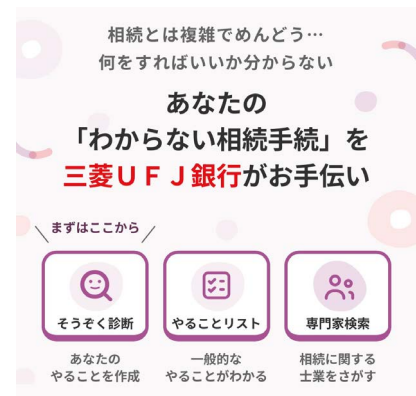 相続とは複雑でめんどう…
何をすればいいか分からない
あなたの
「わからない相続手続」を
三菱ＵＦＪ銀行がお手伝い
まずはここから
そうぞく診断
やることリスト
専門家検索
あなたの
やることを作成
一般的な
やることがわかる
相続に関する
士業をさがす